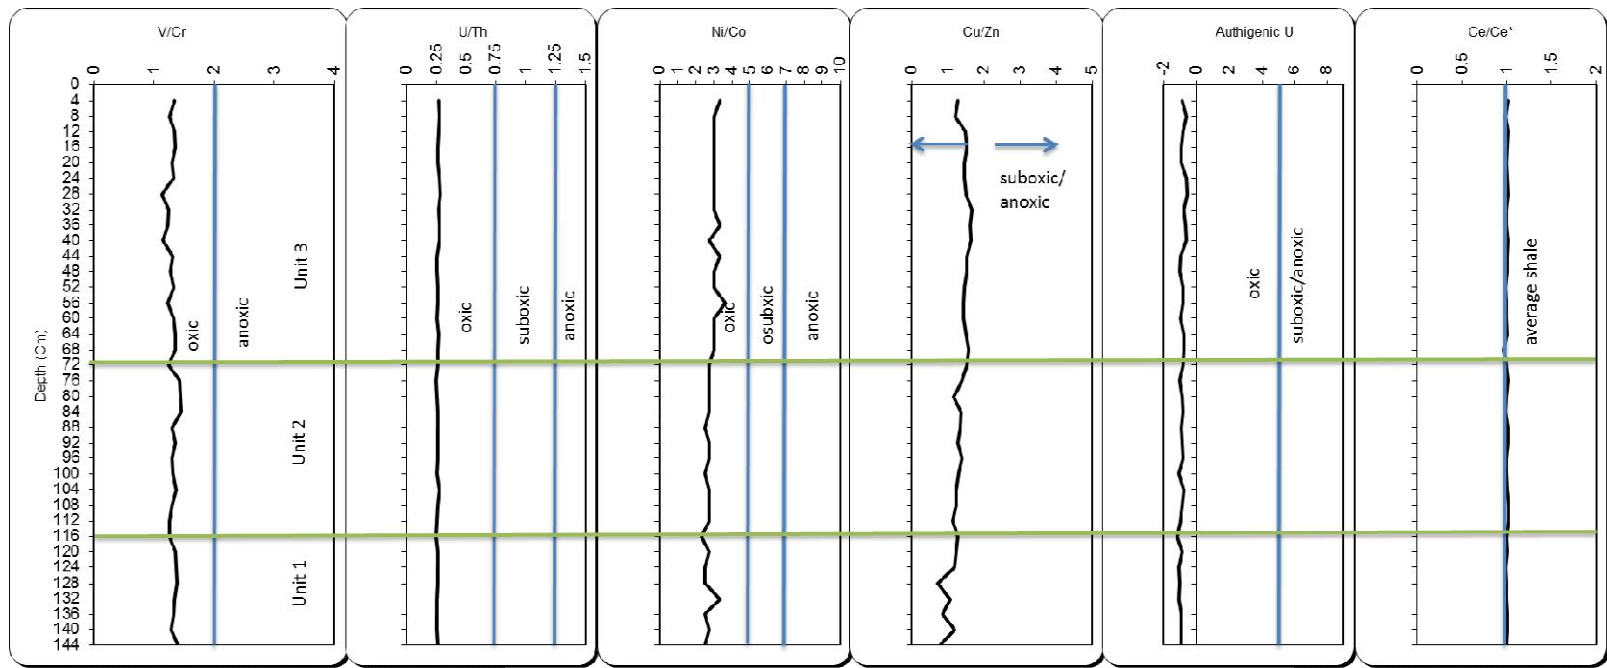 V/Cr
U/Th
Ni/Co
Cu/Zn
Authigenic U
Ce/Ce*
0 1 2 3 4
0 0.25 0.5 0.75 1 1.25 1.5
0 1 2 3 4 5 6 7 8 9 10
0 1 2 3 4 5
-2 0 2 4 6 8
0 0.5 1 1.5 2
Depth (Cm)
0
4
8
12
16
20
24
28
32
36
40
44
48
52
56
60
64
68
72
76
80
84
88
92
96
100
104
108
112
116
120
124
128
132
136
140
144
oxic
anoxic
Unit 3
Unit 2
Unit 1
oxic
suboxic
anoxic
oxic
osubxic
anoxic
suboxic/
anoxic
oxic
suboxic/anoxic
average shale